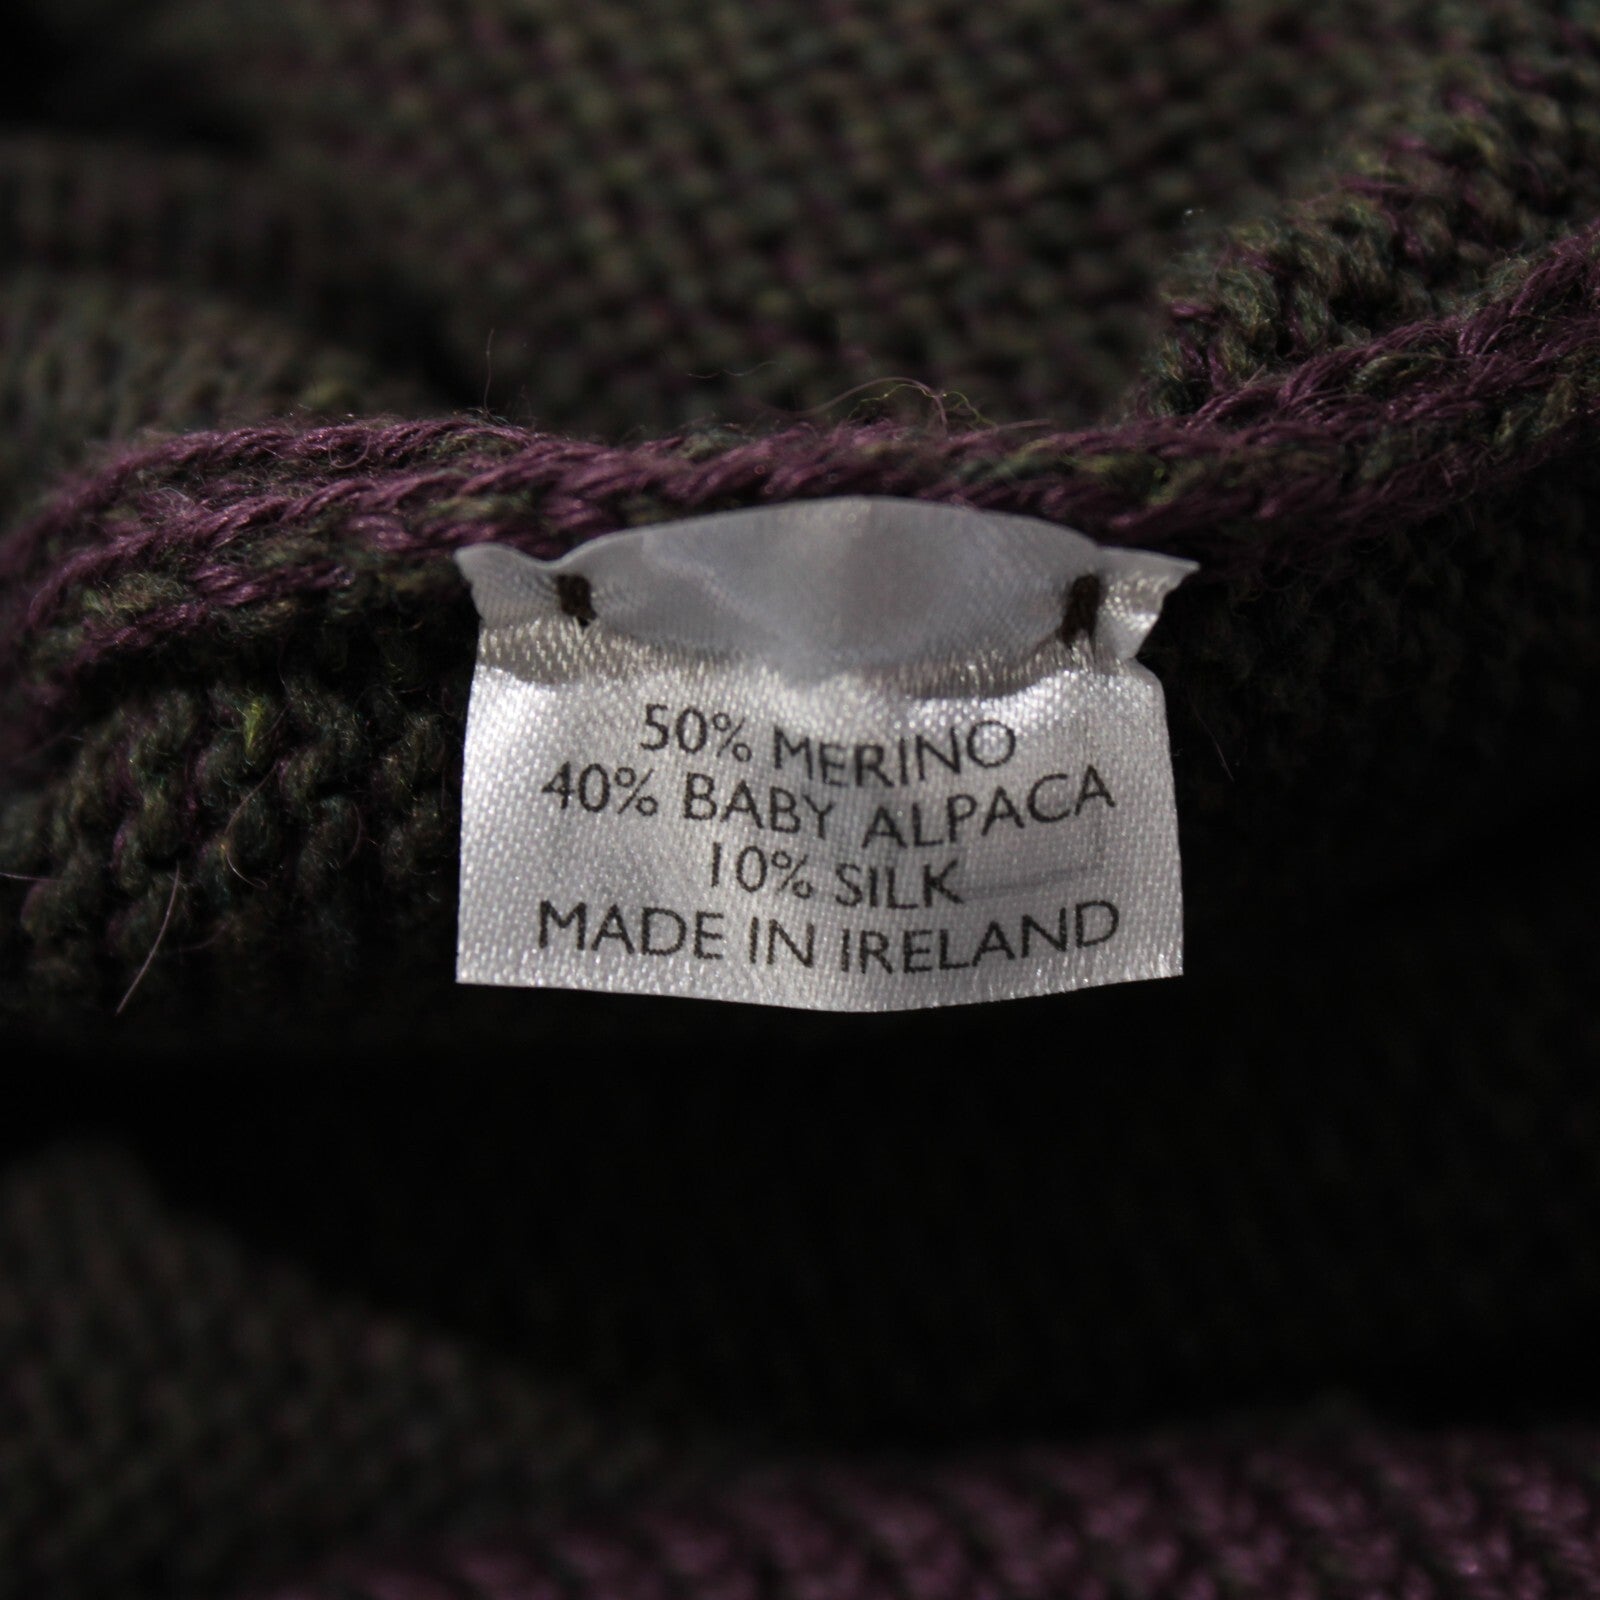 50% MERINO
40% BABY ALPACA
10% SILK
MADE IN IRELAND